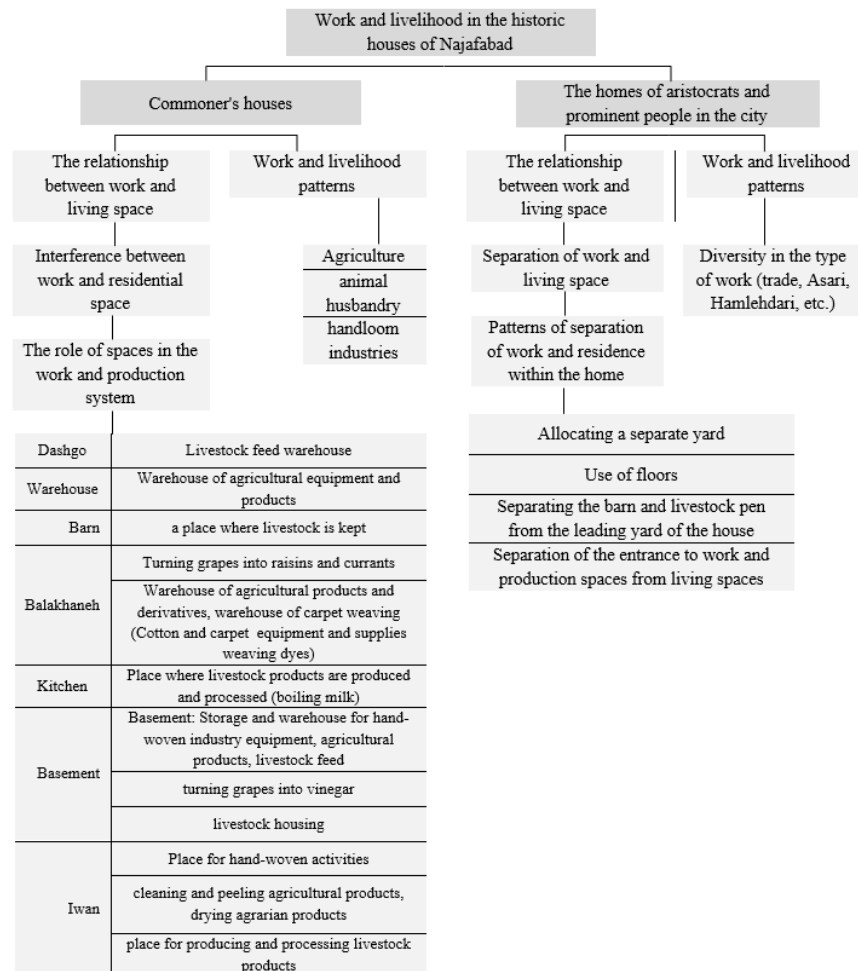 Work and livelihood in the historic
houses of Najafabad
Commoner's houses
The homes of aristocrats and
prominent people in the city
The relationship
between work and
living space
Work and livelihood
patterns
The relationship
between work and
living space
Work and livelihood
patterns
Interference between
work and residential
space
Agriculture
animal
husbandry
handloom
industries
Separation of work and
living space
Diversity in the type
of work (trade, Asari,
Hamlehdari, etc.)
The role of spaces in the
work and production
system
Patterns of separation
of work and residence
within the home
Dashgo
Livestock feed warehouse
Warehouse
Warehouse of agricultural equipment and
products
Barn
a place where livestock is kept
Balakhaneh
Turning grapes into raisins and currants
Warehouse of agricultural products and
derivatives, warehouse of carpet weaving
(Cotton and carpet equipment and supplies
weaving dyes)
Kitchen
Place where livestock products are produced
and processed (boiling milk)
Basement
Basement: Storage and warehouse for hand-
woven industry equipment, agricultural
products, livestock feed
turning grapes into vinegar
livestock housing
Iwan
Place for hand-woven activities
cleaning and peeling agricultural products,
drying agrarian products
place for producing and processing livestock
products
Allocating a separate yard
Use of floors
Separating the barn and livestock pen
from the leading yard of the house
Separation of the entrance to work and
production spaces from living spaces